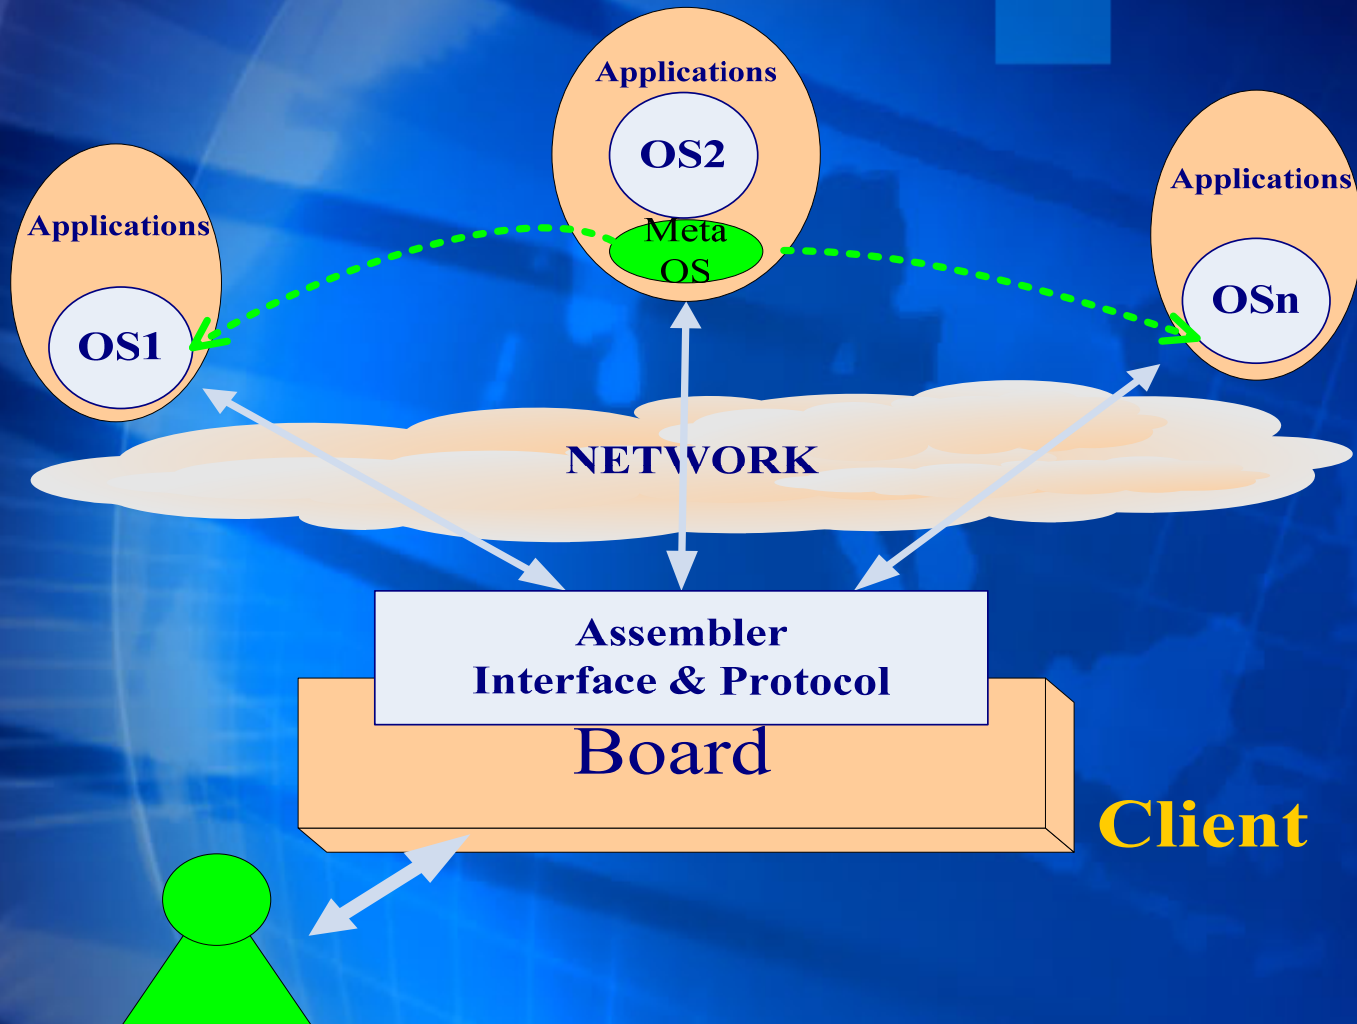 Applications
OS2
Meta
OS
Applications
OS1
Applications
OSn
NETWORK
Assembler
Interface & Protocol
Board
Client